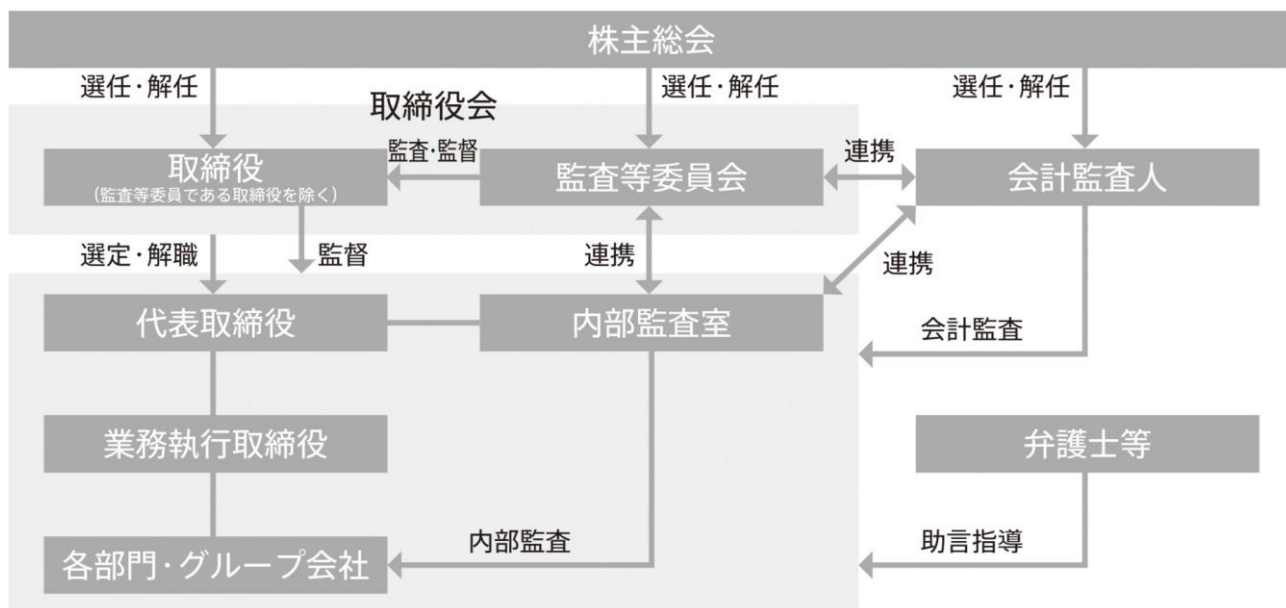 株主総会
選任・解任
選任・解任
選任・解任
取締役会
取締役
(監査等委員である取締役を除く)
監査・監督
監査等委員会
連携
会計監査人
選定・解職
監督
連携
連携
代表取締役
内部監査室
会計監査
業務執行取締役
弁護士等
各部門・グループ会社
内部監査
助言指導